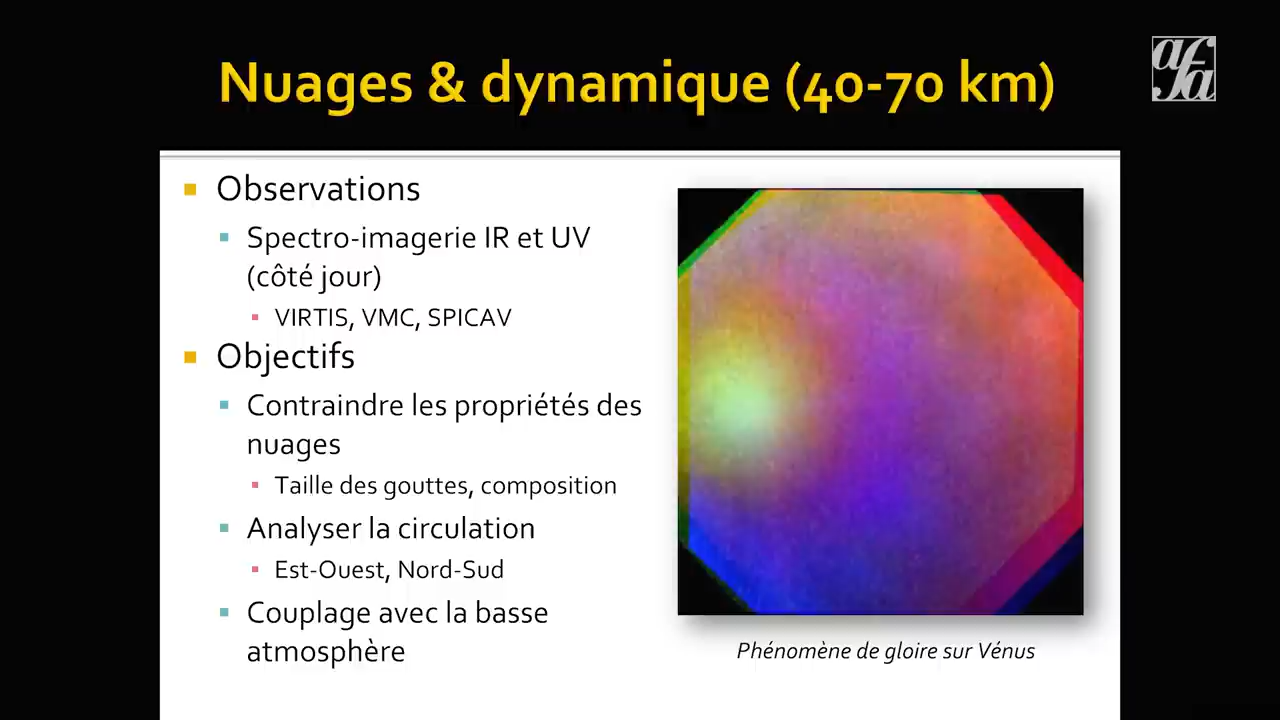 Nuages & dynamique (40-70 km)
afa
Observations
Spectro-imagerie IR et UV
(côté jour)
VIRTIS, VMC, SPICAV
Objectifs
Contraindre les propriétés des
nuages
Taille des gouttes, composition
Analyser la circulation
Est-Ouest, Nord-Sud
Couplage avec la basse
atmosphère
Phénomène de gloire sur Vénus